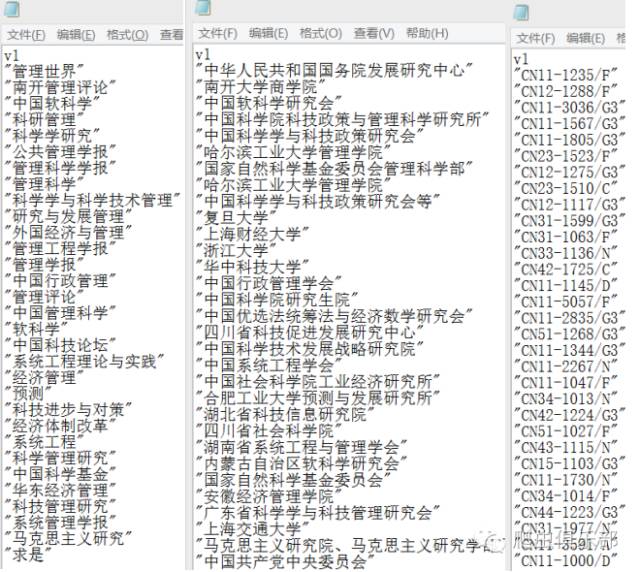 文件(F) 编辑(E) 格式(O) 查看
v1
"管理世界"
"南开管理评论"
"中国软科学"
"科研管理"
"科学学研究"
"公共管理学报"
"管理科学学报"
"管理科学"
"科学学与科学技术管理"
"研究与发展管理"
"外国经济与管理"
"管理工程学报"
"管理学报"
"中国行政管理"
"管理评论"
"中国管理科学"
"软科学"
"中国科技论坛"
"系统工程理论与实践"
"经济管理"
"预测"
"科技进步与对策"
"经济体制改革"
"系统工程"
"科学管理研究"
"中国科学基金"
"华东经济管理"
"科技管理研究"
"系统管理学报"
"马克思主义研究"
"求是"
文件(F) 编辑(E) 格式(O) 查看(V) 帮助(H)
v1
"中华人民共和国国务院发展研究中心"
"南开大学商学院"
"中国软科学研究会"
"中国科学院科技政策与管理科学研究所"
"中国科学学与科技政策研究会"
"哈尔滨工业大学管理学院"
"国家自然科学基金委员会管理科学部"
"哈尔滨工业大学管理学院"
"中国科学学与科技政策研究会等"
"复旦大学"
"上海财经大学"
"浙江大学"
"华中科技大学"
"中国行政管理学会"
"中国科学院研究生院"
"中国优选法统筹法与经济数学研究会"
"四川省科技促进发展研究中心"
"中国科学技术发展战略研究院"
"中国系统工程学会"
"中国社会科学院工业经济研究所"
"合肥工业大学预测与发展研究所"
"湖北省科技信息研究院"
"四川省社会科学院"
"湖南省系统工程与管理学会"
"内蒙古自治区软科学研究会"
"国家自然科学基金委员会"
"安徽经济管理学院"
"广东省科学学与科技管理研究会"
"上海交通大学"
"马克思主义研究院、马克思主义研究学部
"中国共产党中央委员会"
文件(F) 编辑(E)
v1
"CN11-1235/F"
"CN12-1288/F"
"CN11-3036/G3"
"CN11-1567/G3"
"CN11-1805/G3"
"CN23-1523/F"
"CN12-1275/G3"
"CN23-1510/C"
"CN12-1117/G3"
"CN31-1599/G3"
"CN31-1063/F"
"CN33-1136/N"
"CN42-1725/C"
"CN11-1145/D"
"CN11-5057/F"
"CN11-2835/G3"
"CN51-1268/G3"
"CN11-1344/G3"
"CN11-2267/N"
"CN11-1047/F"
"CN34-1013/N"
"CN42-1224/G3"
"CN51-1027/F"
"CN43-1115/N"
"CN15-1103/G3"
"CN11-1730/N"
"CN34-1014/F"
"CN44-1223/G3"
"CN31-1977/N"
"CN11-3591/A"
"CN11-1000/D"
爬虫俱乐部